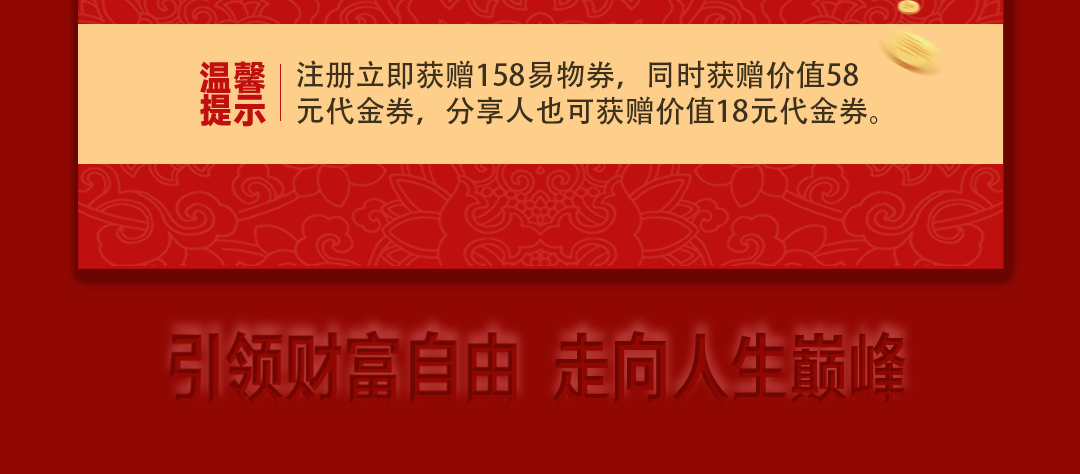 温馨
提示
注册立即获赠158易物券，同时获赠价值58
元代金券，分享人也可获赠价值18元代金券。
引领财富自由 走向人生巅峰